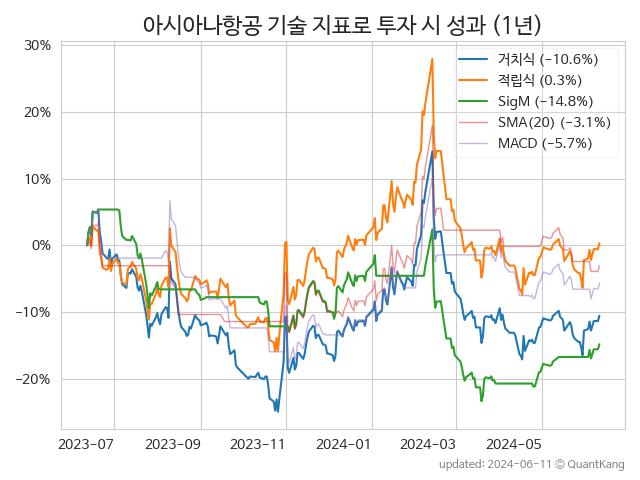 아시아나항공 기술 지표로 투자 시 성과 (1년)
30%
20%
10%
0%
−10%
−20%
거치식 (−10.6%)
적립식 (0.3%)
SigM (−14.8%)
SMA(20) (−3.1%)
MACD (−5.7%)
2023-07
2023-09
2023-11
2024-01
2024-03
2024-05
updated: 2024-06-11 © QuantKang